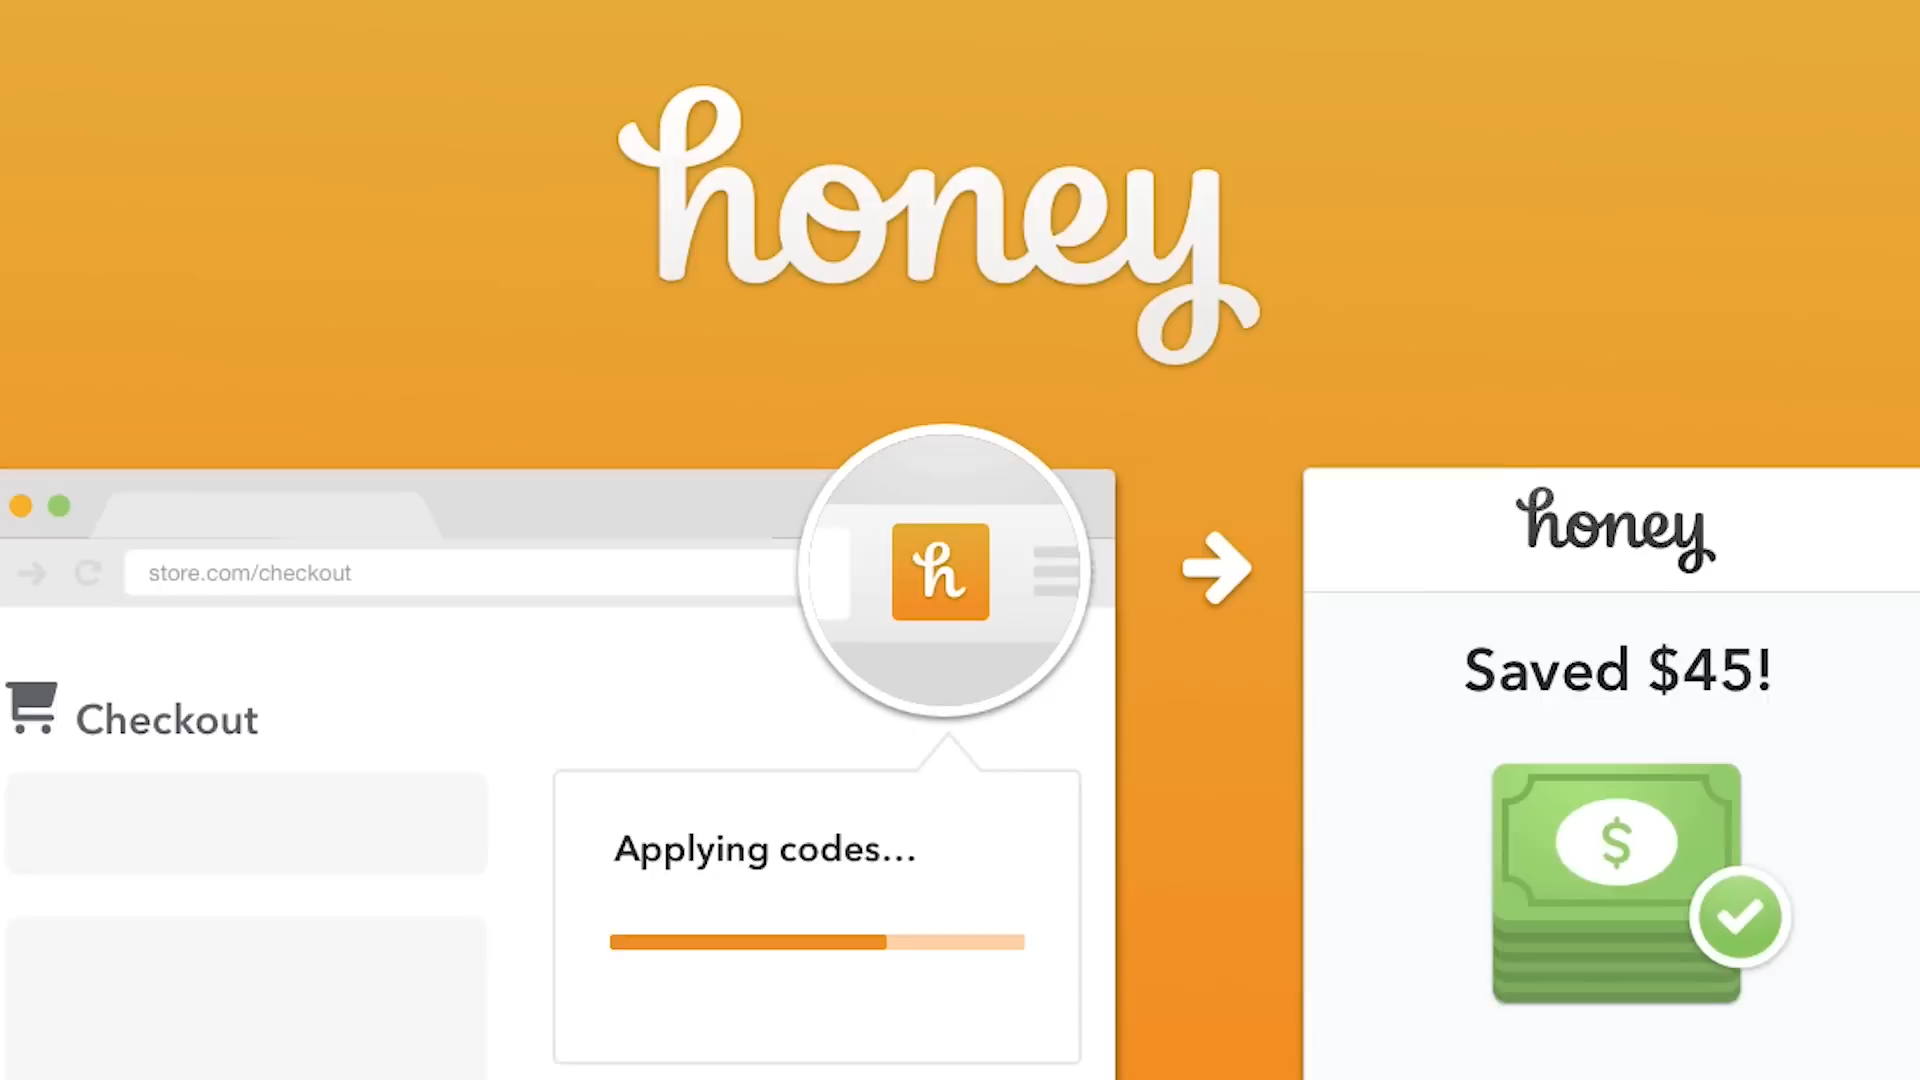 honey
h
store.com/checkout
Checkout
Applying codes...
honey
Saved $45!
$